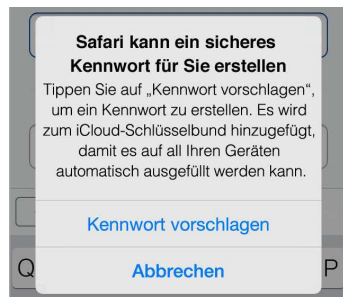 Safari kann ein sicheres
Kennwort für Sie erstellen
Tippen Sie auf „Kennwort vorschlagen“,
um ein Kennwort zu erstellen. Es wird
zum iCloud-Schlüsselbund hinzugefügt,
damit es auf all Ihren Geräten
automatisch ausgefüllt werden kann.
Kennwort vorschlagen
Q P
Abbrechen